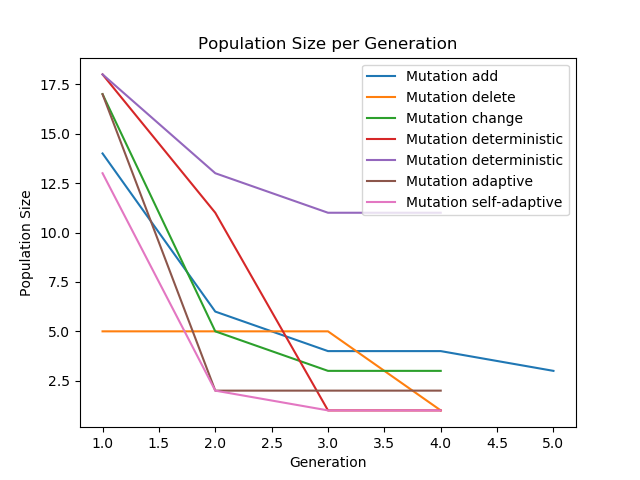 Population Size per Generation
Mutation add
Mutation delete
Mutation change
Mutation deterministic
Mutation deterministic
Mutation adaptive
Mutation self-adaptive
Population Size
17.5
15.0
12.5
10.0
7.5
5.0
2.5
1.0 1.5 2.0 2.5 3.0 3.5 4.0 4.5 5.0
Generation